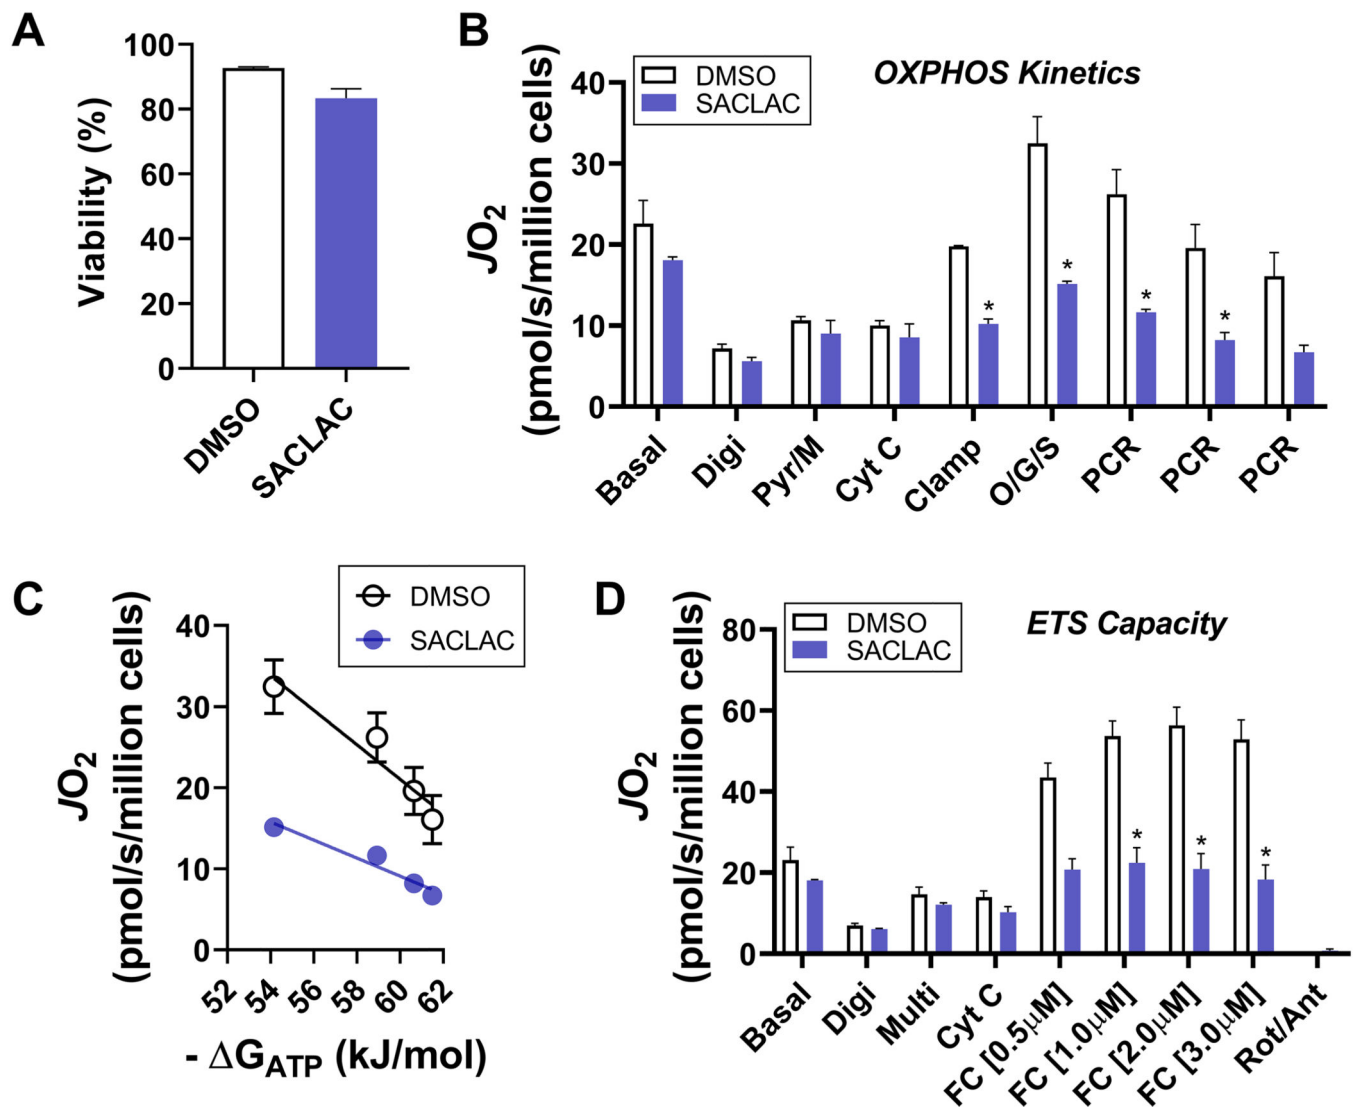 A
Viability (%)
100
80
60
40
20
0
DMSO
SACLAC
B
OXPHOS Kinetics
DMSO
SACLAC
JO2
(pmol/s/million cells)
40
30
20
10
0
*
*
*
*
Basal
Digi
Pyr/M
Cyt C
Clamp
O/G/S
PCR
PCR
PCR
C
DMSO
SACLAC
JO2
(pmol/s/million cells)
40
30
20
10
0
52
54
56
58
60
62
- ΔGATP (kJ/mol)
D
ETS Capacity
DMSO
SACLAC
JO2
(pmol/s/million cells)
80
60
40
20
0
*
*
*
Basal
Digi
Multi
Cyt C
FC [0.5μM]
FC [1.0μM]
FC [2.0μM]
FC [3.0μM]
Rot/Ant